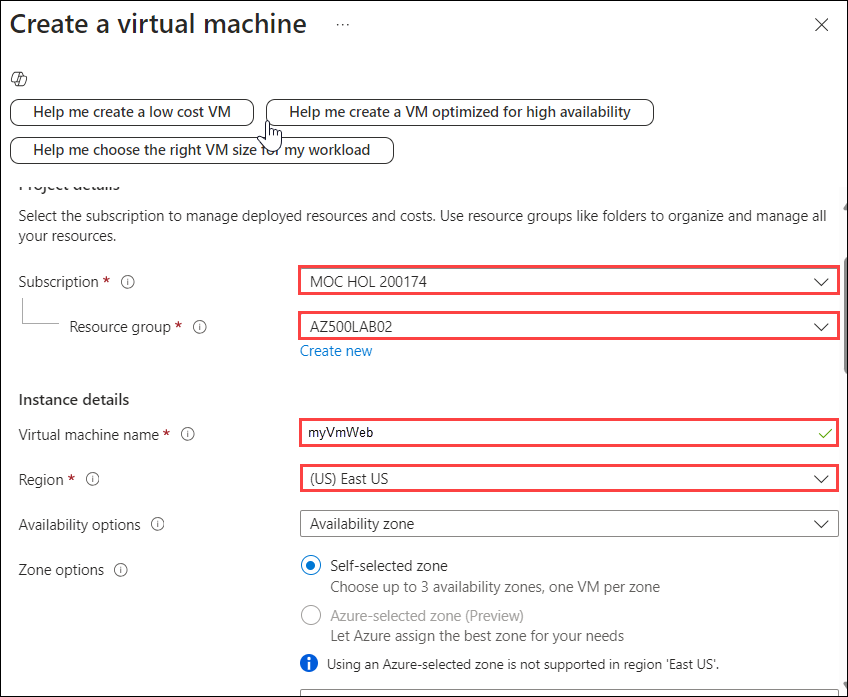 Create a virtual machine ...
Help me create a low cost VM
Help me create a VM optimized for high availability
Help me choose the right VM size for my workload
Project details
Select the subscription to manage deployed resources and costs. Use resource groups like folders to organize and manage all
your resources.
Subscription *
MOC HOL 200174
Resource group *
AZ500LAB02
Create new
Instance details
Virtual machine name *
myVmWeb
Region *
(US) East US
Availability options
Availability zone
Zone options
Self-selected zone
Choose up to 3 availability zones, one VM per zone
Azure-selected zone (Preview)
Let Azure assign the best zone for your needs
Using an Azure-selected zone is not supported in region 'East US'.